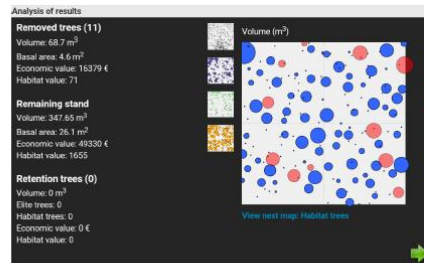 Analysis of results
Removed trees (11)
Volume: 68.7 m³
Basal area: 4.6 m²
Economic value: 16379 €
Habitat value: 71
Remaining stand
Volume: 347.65 m³
Basal area: 26.1 m²
Economic value: 49330 €
Habitat value: 1655
Retention trees (0)
Volume: 0 m³
Elite trees: 0
Habitat trees: 0
Economic value: 0 €
Habitat value: 0
Volume (m³)
View next map: Habitat trees